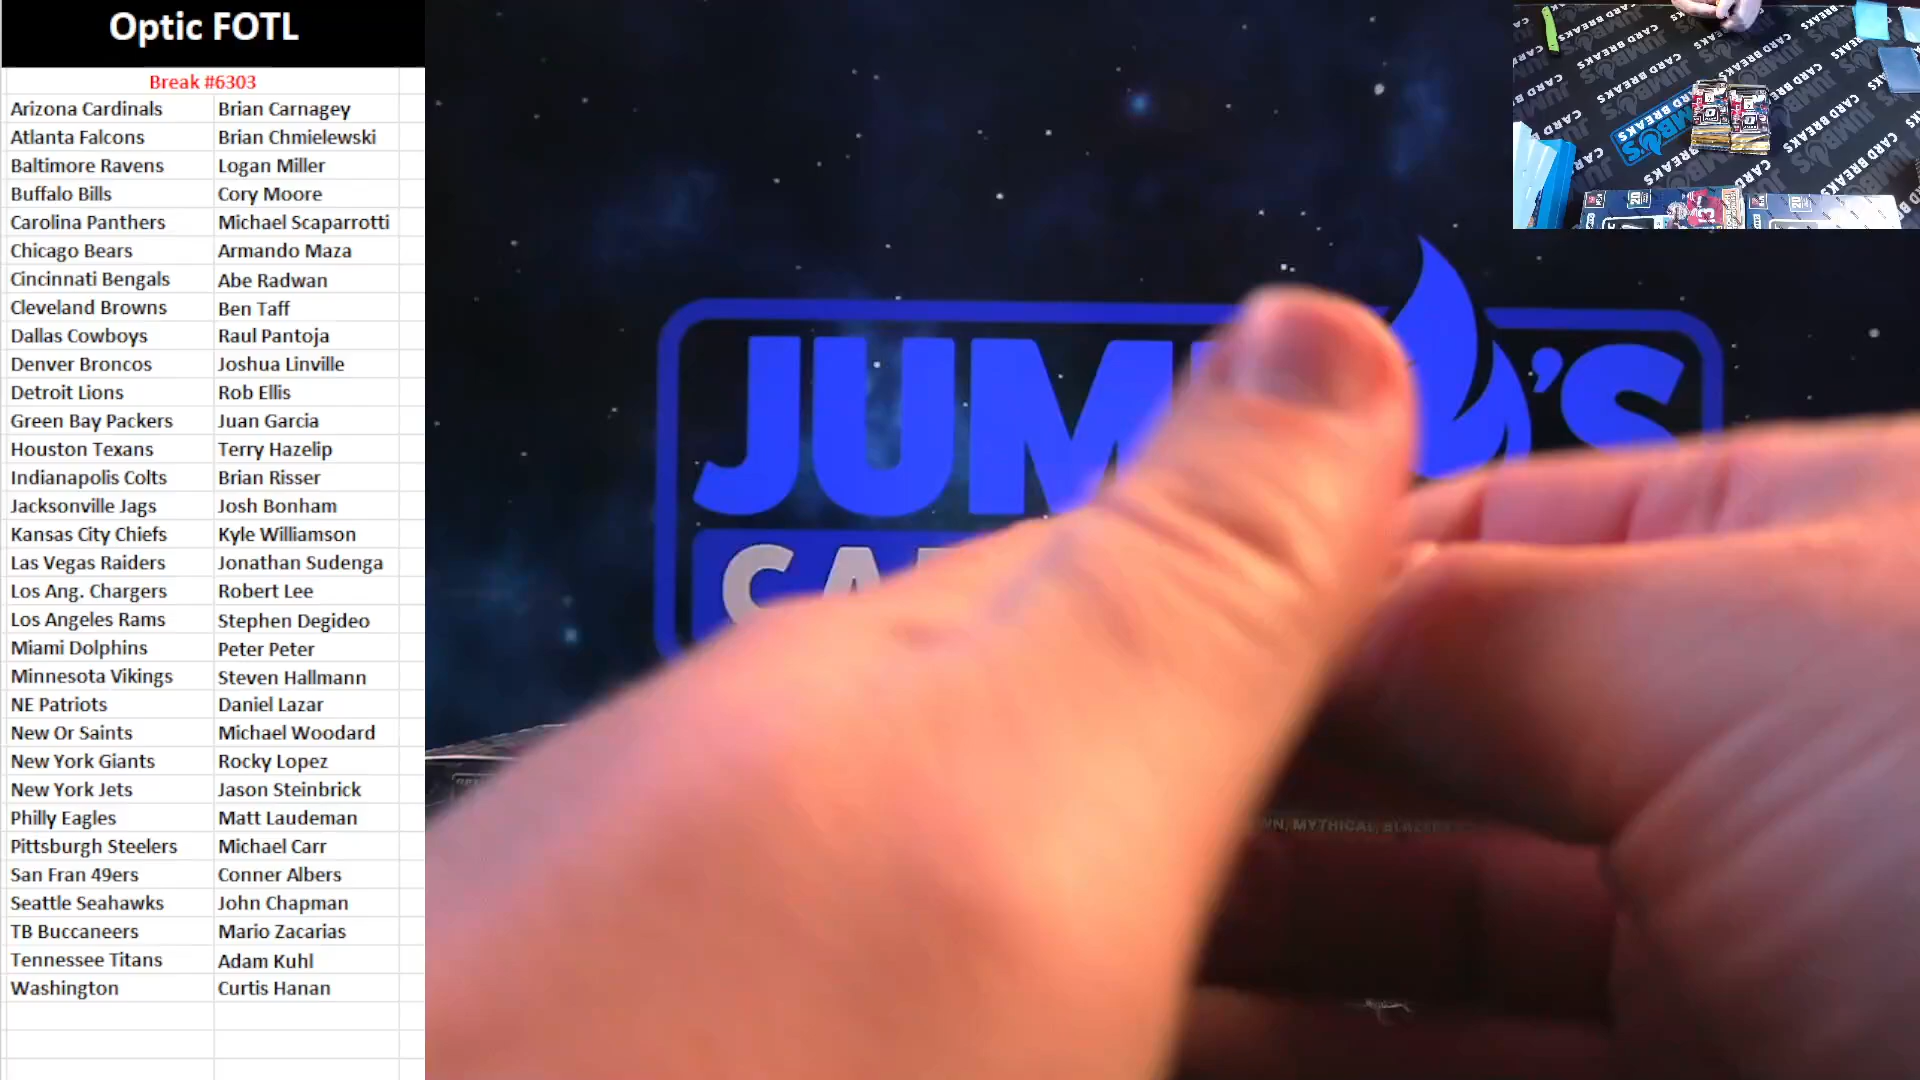 Optic FOTL
Break #6303
Arizona Cardinals Brian Carnagey
Atlanta Falcons Brian Chmielewski
Baltimore Ravens Logan Miller
Buffalo Bills Cory Moore
Carolina Panthers Michael Scaparrotti
Chicago Bears Armando Maza
Cincinnati Bengals Abe Radwan
Cleveland Browns Ben Taff
Dallas Cowboys Raul Pantoja
Denver Broncos Joshua Linville
Detroit Lions Rob Ellis
Green Bay Packers Juan Garcia
Houston Texans Terry Hazelip
Indianapolis Colts Brian Risser
Jacksonville Jags Josh Bonham
Kansas City Chiefs Kyle Williamson
Las Vegas Raiders Jonathan Sudenga
Los Ang. Chargers Robert Lee
Los Angeles Rams Stephen Degideo
Miami Dolphins Peter Peter
Minnesota Vikings Steven Hallmann
NE Patriots Daniel Lazar
New Or Saints Michael Woodard
New York Giants Rocky Lopez
New York Jets Jason Steinbrick
Philly Eagles Matt Laudeman
Pittsburgh Steelers Michael Carr
San Fran 49ers Conner Albers
Seattle Seahawks John Chapman
TB Buccaneers Mario Zacarias
Tennessee Titans Adam Kuhl
Washington Curtis Hanan
JUM 'S
CA
MYTHICAL,
JUMBO'S
CARD BREAKS